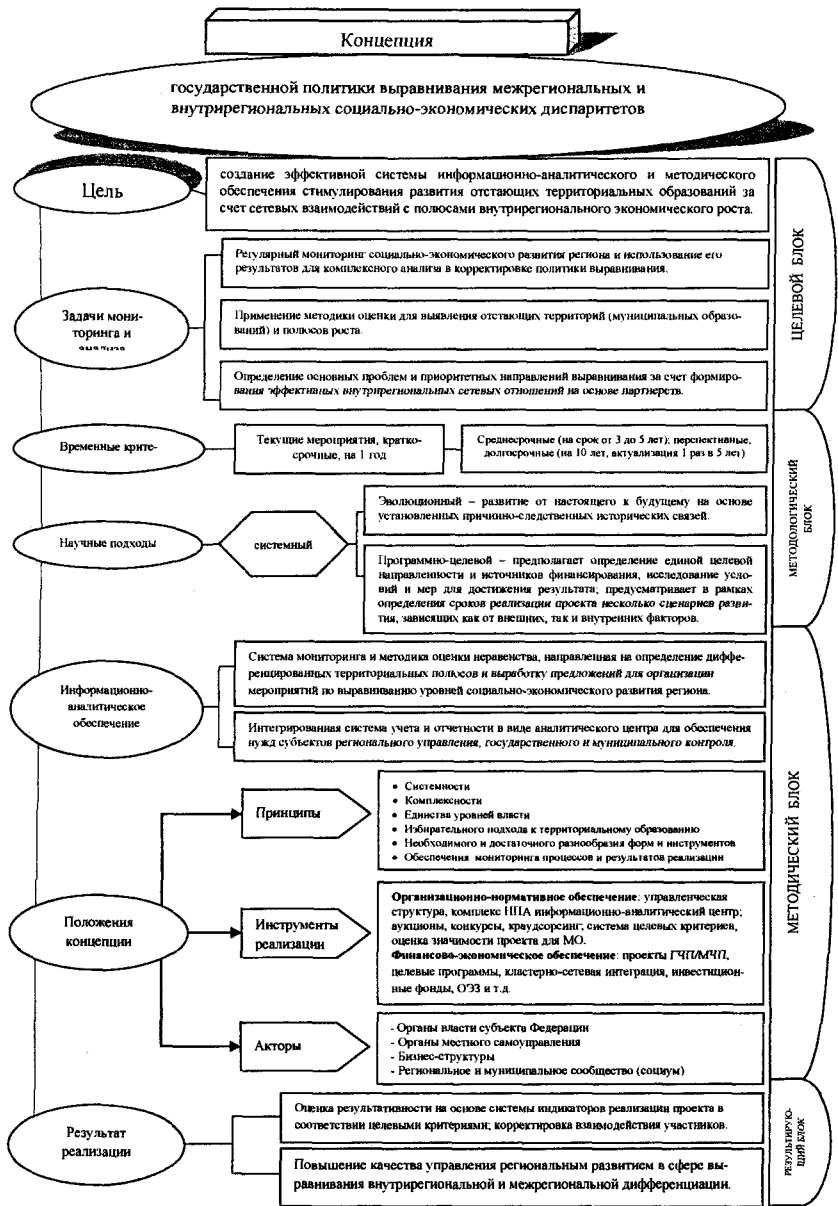 Концепция
государственной политики выравнивания межрегиональных и
внутрирегиональных социально-экономических диспаритетов
Цель
создание эффективной системы информационно-аналитического и методического
обеспечения стимулирования развития отстающих территориальных образований за
счет сетевых взаимодействий с полюсами внутрирегионального экономического роста.
ЦЕЛЕВОЙ БЛОК
Задачи мони-
торинга и
Регулярный мониторинг социально-экономического развития региона и использование его
результатов для комплексного анализа в корректировке политики выравнивания.
Применение методики оценки для выявления отстающих территорий (муниципальных образо-
ваний) и полюсов роста.
Определение основных проблем и приоритетных направлений выравнивания за счет формиро-
вания эффективных внутрирегиональных сетевых отношений на основе партнерств.
Временные крите-
Текущие мероприятия, кратко-
срочные, на 1 год
Среднесрочные (на срок от 3 до 5 лет); перспективные,
долгосрочные (на 10 лет, актуализация 1 раз в 5 лет)
МЕТОДОЛОГИЧЕСКИЙ
БЛОК
Научные подходы
системный
Эволюционный – развитие от настоящего к будущему на основе
установленных причинно-следственных исторических связей.
Программно-целевой – предполагает определение единой целевой
направленности и источников финансирования, исследование усло-
вий и мер для достижения результата; предусматривает в рамках
определения сроков реализации проекта несколько сценариев разви-
тия, зависящих как от внешних, так и внутренних факторов.
Информационно-
аналитическое
обеспечение
Система мониторинга и методика оценки неравенства, направленная на определение диффе-
ренцированных территориальных полюсов и выработку предложений для организации
мероприятий по выравниванию уровней социально-экономического развития региона.
Интегрированная система учета и отчетности в виде аналитического центра для обеспечения
нужд субъектов регионального управления, государственного и муниципального контроля.
МЕТОДИЧЕСКИЙ БЛОК
Положения
концепции
Принципы
• Системности
• Комплексности
• Единства уровней власти
• Избирательного подхода к территориальному образованию
• Необходимого и достаточного разнообразия форм и инструментов
• Обеспечения мониторинга процессов и результатов реализации
Инструменты
реализации
Организационно-нормативное обеспечение: управленческая
структура, комплекс НПА информационно-аналитический центр;
аукционы, конкурсы, краудсорсинг; система целевых критериев,
оценка значимости проекта для МО.
Финансово-экономическое обеспечение: проекты ГЧП/МЧП,
целевые программы, кластерно-сетевая интеграция, инвестицион-
ные фонды, ОЭЗ и т.д.
Акторы
- Органы власти субъекта Федерации
- Органы местного самоуправления
- Бизнес-структуры
- Региональное и муниципальное сообщество (социум)
Результат
реализации
Оценка результативности на основе системы индикаторов реализации проекта в
соответствии целевыми критериями; корректировка взаимодействия участников.
Повышение качества управления региональным развитием в сфере вы-
равнивания внутрирегиональной и межрегиональной дифференциации.
РЕЗУЛЬТИРУЮ-
ЩИЙ БЛОК